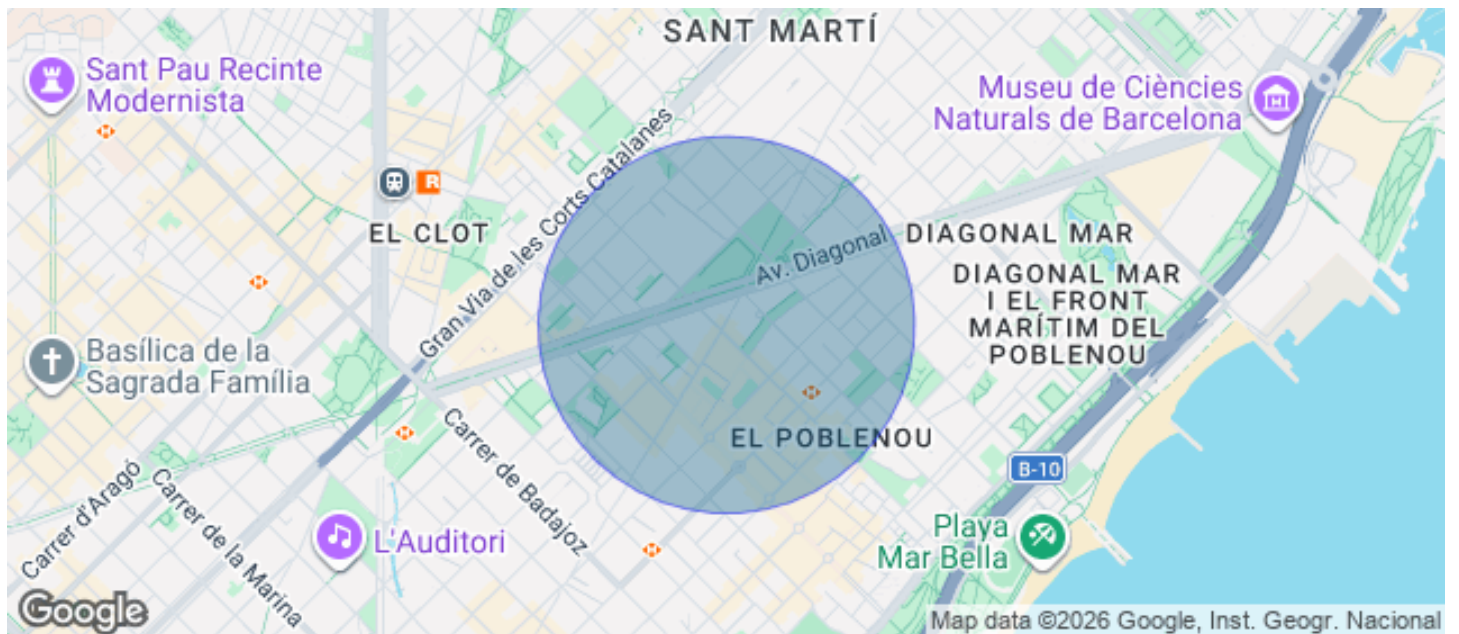 SANT MARTÍ
Sant Pau Recinte
Modernista
Museu de Ciències
Naturals de Barcelona
Gran Via de les Corts Catalanes
R
EL CLOT
DIAGONAL MAR
Av. Diagonal
DIAGONAL MAR
I EL FRONT
MARÍTIM DEL
POBLENOU
Basílica de la
Sagrada Família
EL POBLENOU
Carrer de Badajoz
B-10
Carrer d'Aragó
Carrer de la Marina
L'Auditori
Playa
Mar Bella
Google
Map data ©2026 Google, Inst. Geogr. Nacional